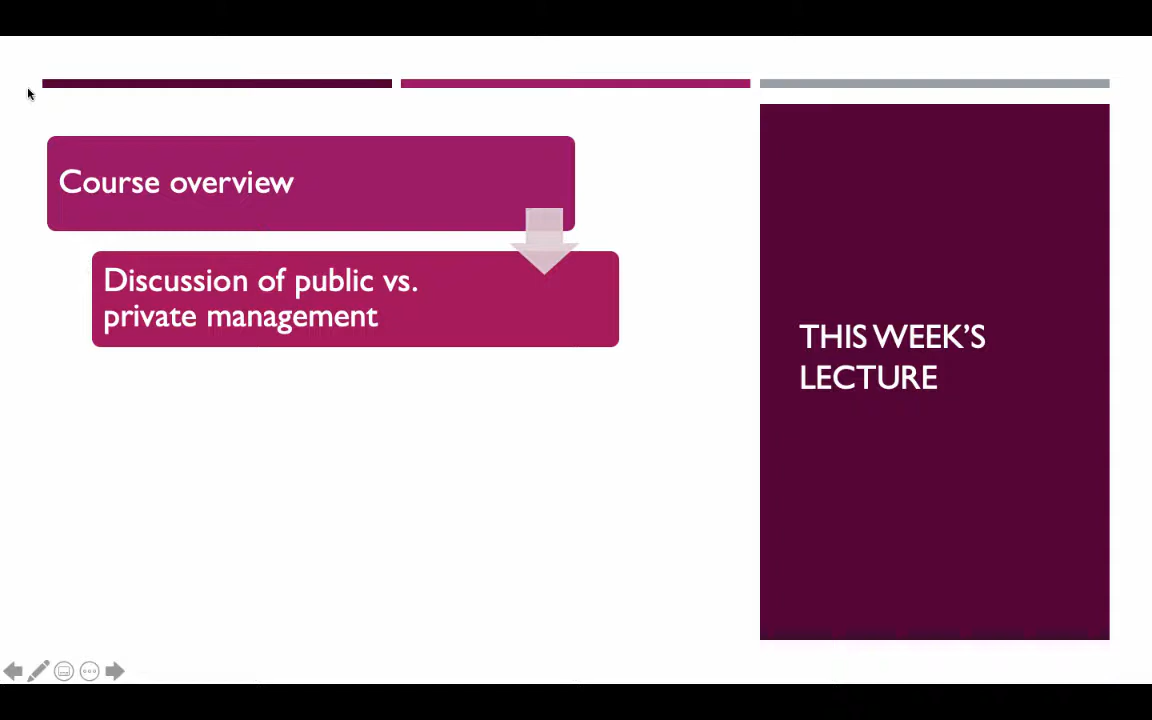 Course overview
Discussion of public vs.
private management
THIS WEEK’S
LECTURE